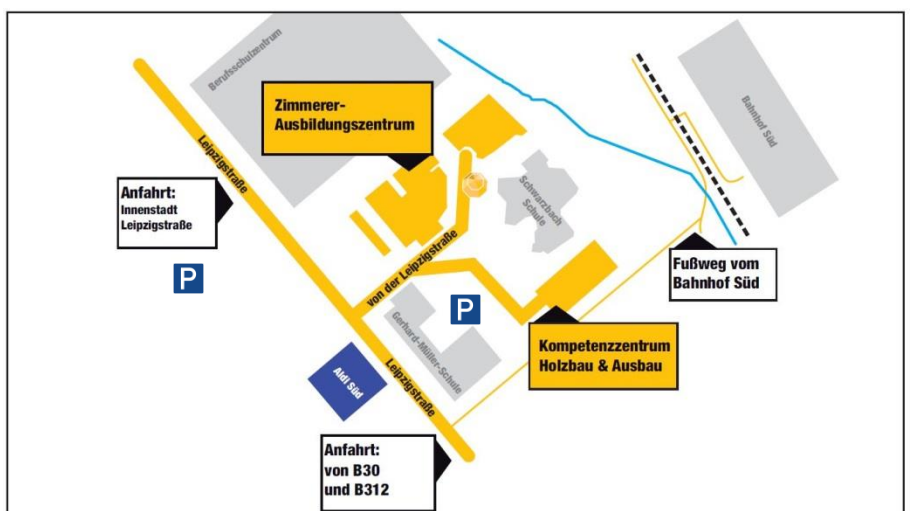 Berufsschulzentrum
Zimmerer-
Ausbildungszentrum
Bahnhof Süd
Leipzigstraße
Anfahrt:
Innenstadt
Leipzigstraße
Schwarzbach
Schule
von der Leipzigstraße
Fußweg vom
Bahnhof Süd
P
P
Gerhard-Müller-Schule
Kompetenzzentrum
Holzbau & Ausbau
Aldi Süd
Leipzigstraße
Anfahrt:
von B30
und B312